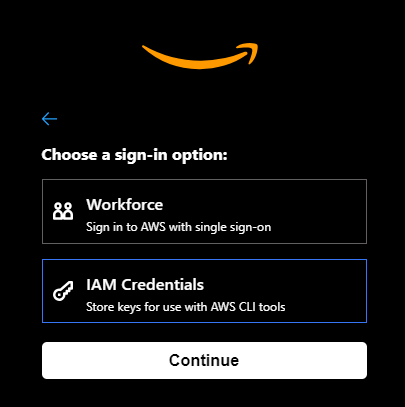 Choose a sign-in option:
Workforce
Sign in to AWS with single sign-on
IAM Credentials
Store keys for use with AWS CLI tools
Continue